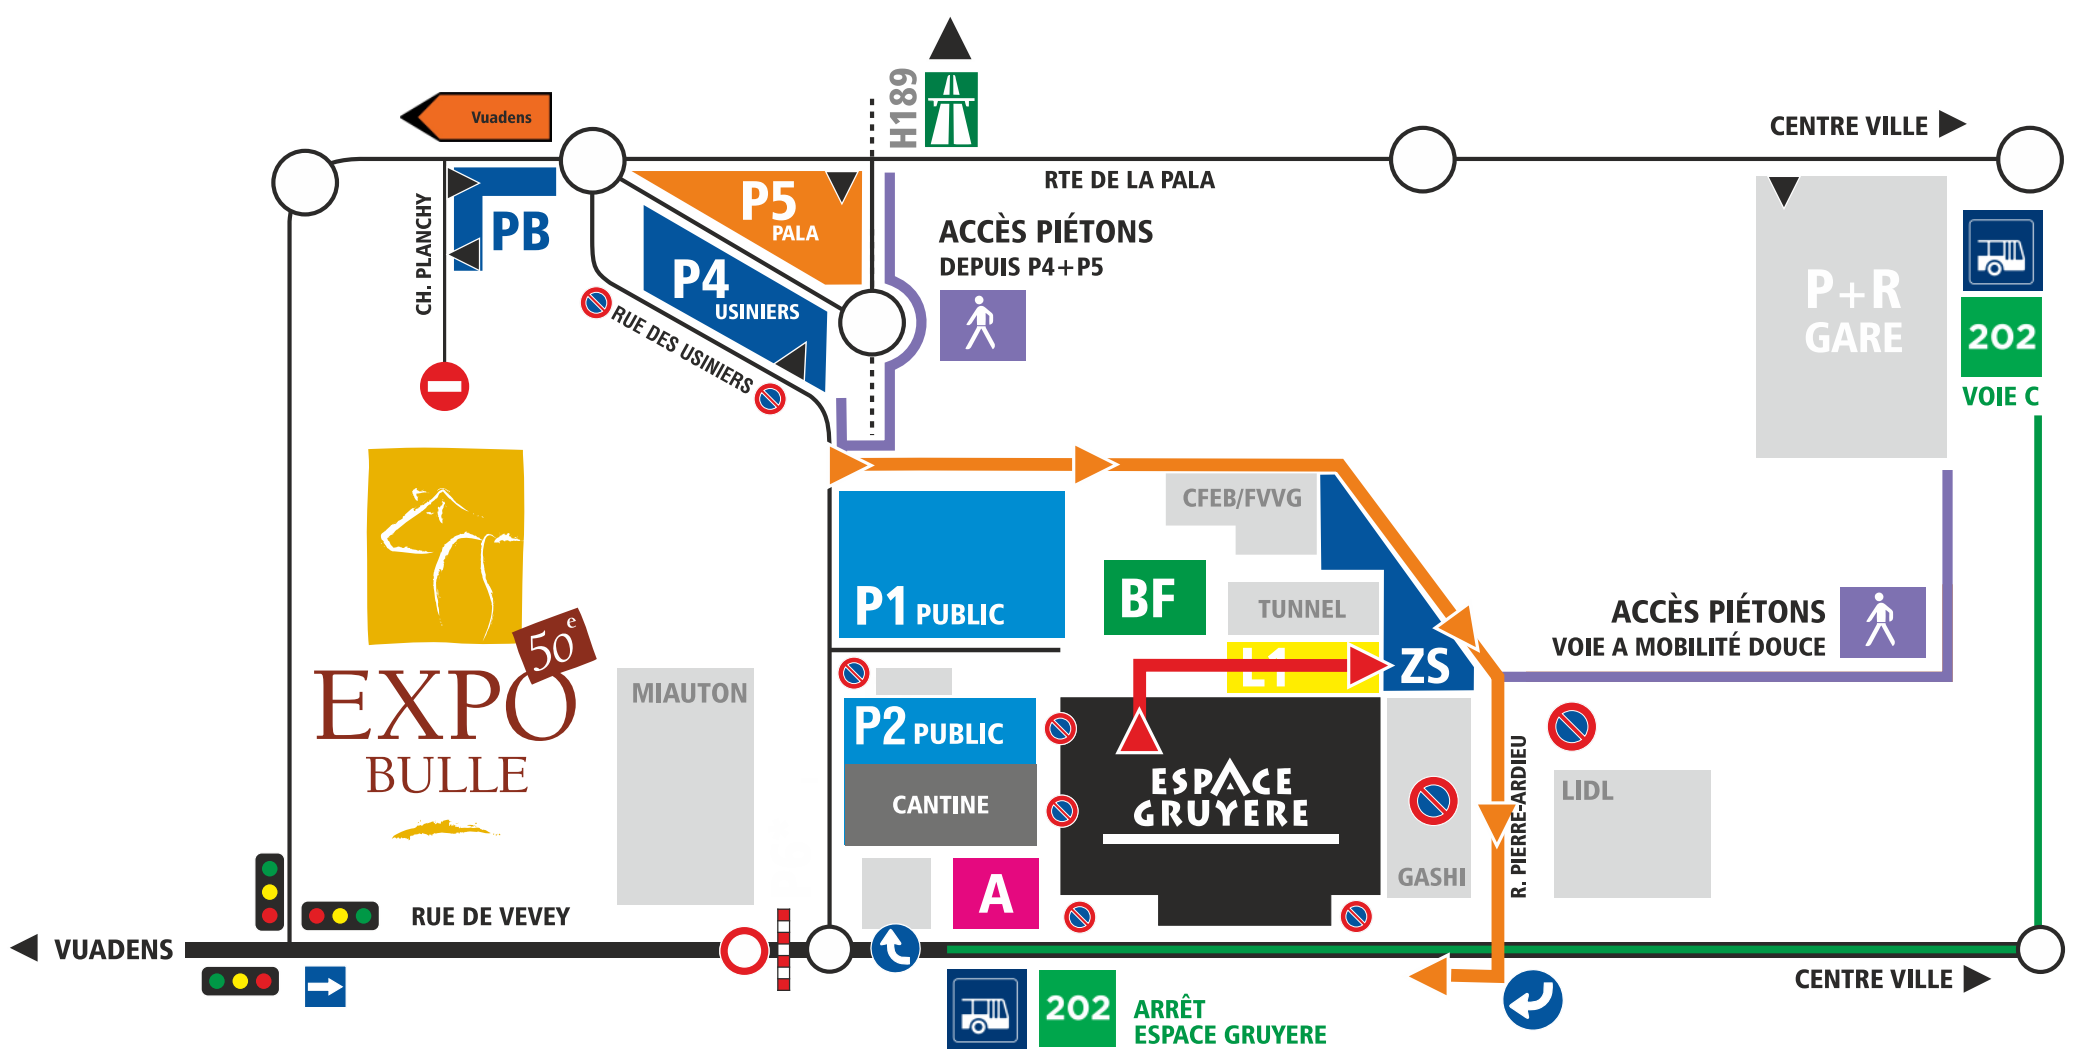 H189
Vuadens
CENTRE VILLE
RTE DE LA PALA
CH. PLANCHY
PB
P5
PALA
P4
USINIERS
RUE DES USINIERS
ACCÈS PIÉTONS
DEPUIS P4+P5
P+R
GARE
202
VOIE C
CFEB/FVVG
P1 PUBLIC
BF
TUNNEL
L1
ZS
ACCÈS PIÉTONS
VOIE A MOBILITÉ DOUCE
50e
EXPO
BULLE
MIAUTON
P2 PUBLIC
CANTINE
ESPACE
GRUYERE
A
GASHI
R. PIERRE-ARDIEU
LIDL
RUE DE VEVEY
VUADENS
CENTRE VILLE
202
ARRÊT
ESPACE GRUYERE